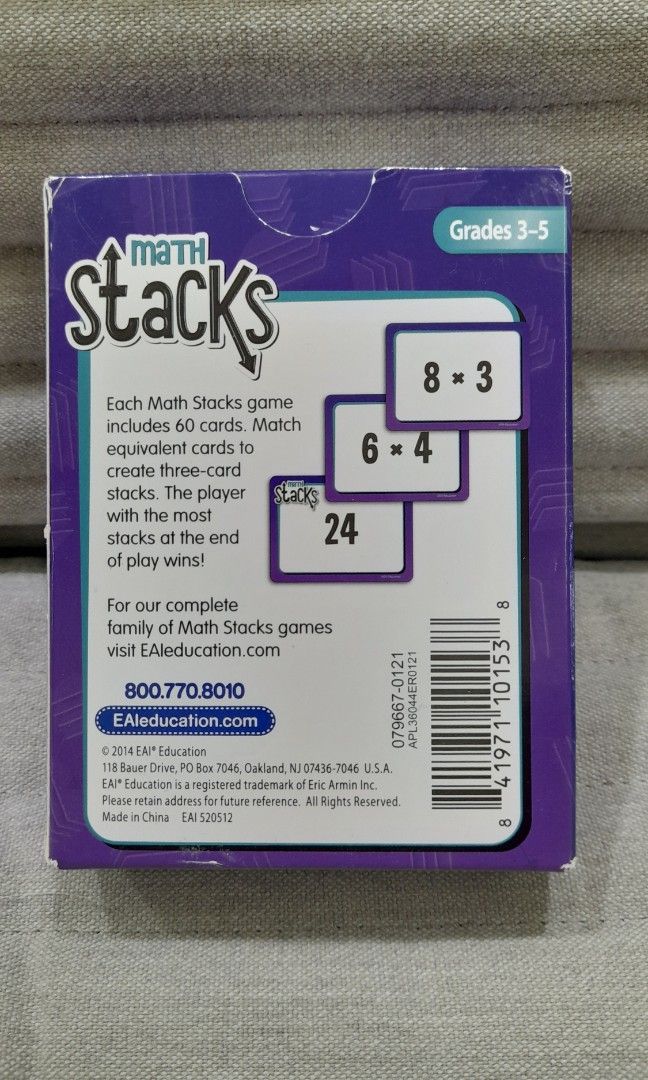 Grades 3–5
math
Stacks
8 × 3
6 × 4
math
Stacks
24
Each Math Stacks game
includes 60 cards. Match
equivalent cards to
create three-card
stacks. The player
with the most
stacks at the end
of play wins!
For our complete
family of Math Stacks games
visit EAIeducation.com
800.770.8010
EAIeducation.com
© 2014 EAI® Education
118 Bauer Drive, PO Box 7046, Oakland, NJ 07436-7046 U.S.A.
EAI® Education is a registered trademark of Eric Armin Inc.
Please retain address for future reference. All Rights Reserved.
Made in China EAI 520512
079667-0121
APL36044ER0121
8 41971 10153 8